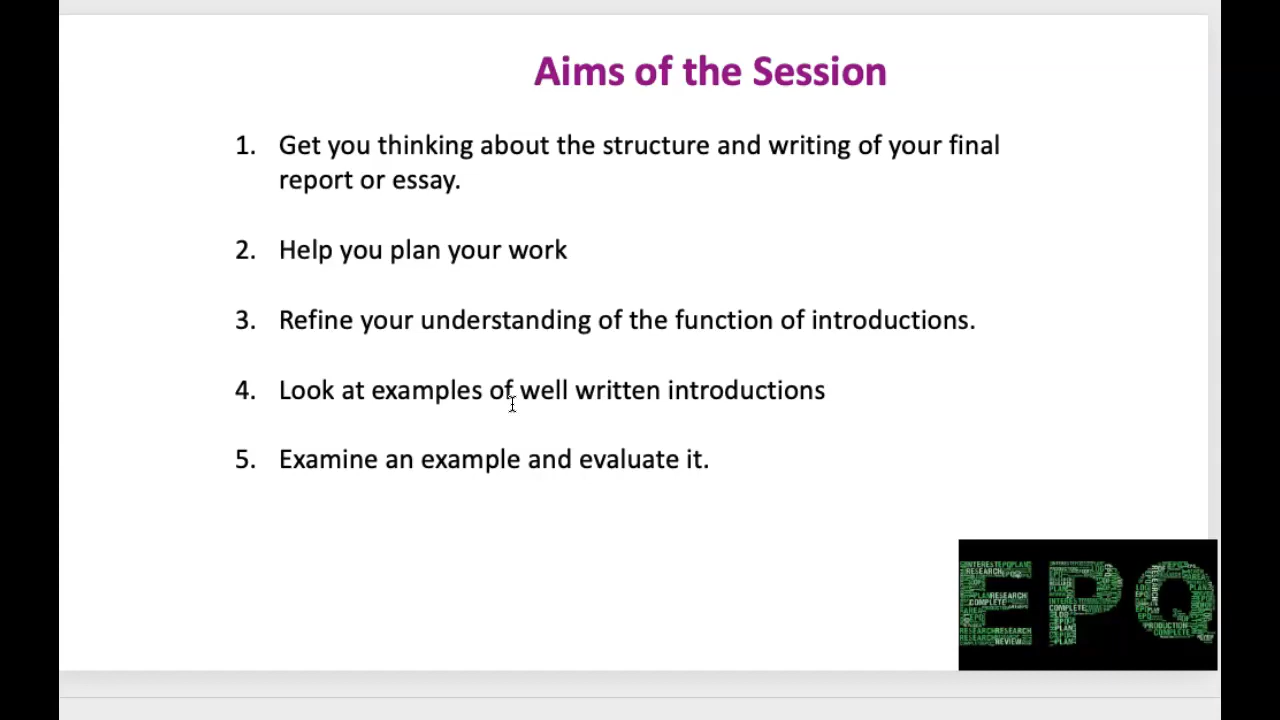 Aims of the Session
1. Get you thinking about the structure and writing of your final
report or essay.
2. Help you plan your work
3. Refine your understanding of the function of introductions.
4. Look at examples of well written introductions
5. Examine an example and evaluate it.
EPQ